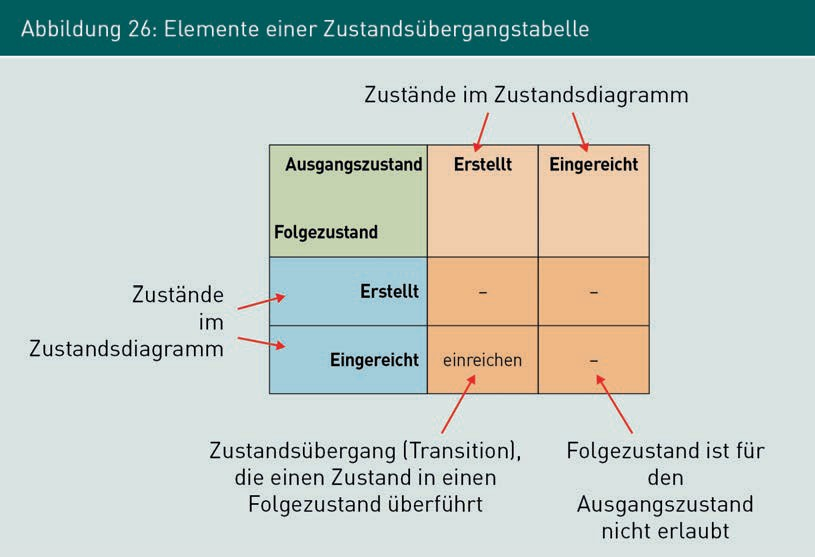 Abbildung 26: Elemente einer Zustandsübergangstabelle
Zustände im Zustandsdiagramm
Ausgangszustand Erstellt Eingereicht
Folgezustand
Zustände
im
Zustandsdiagramm
Erstellt – –
Eingereicht einreichen –
Zustandsübergang (Transition),
die einen Zustand in einen
Folgezustand überführt
Folgezustand ist für
den
Ausgangszustand
nicht erlaubt